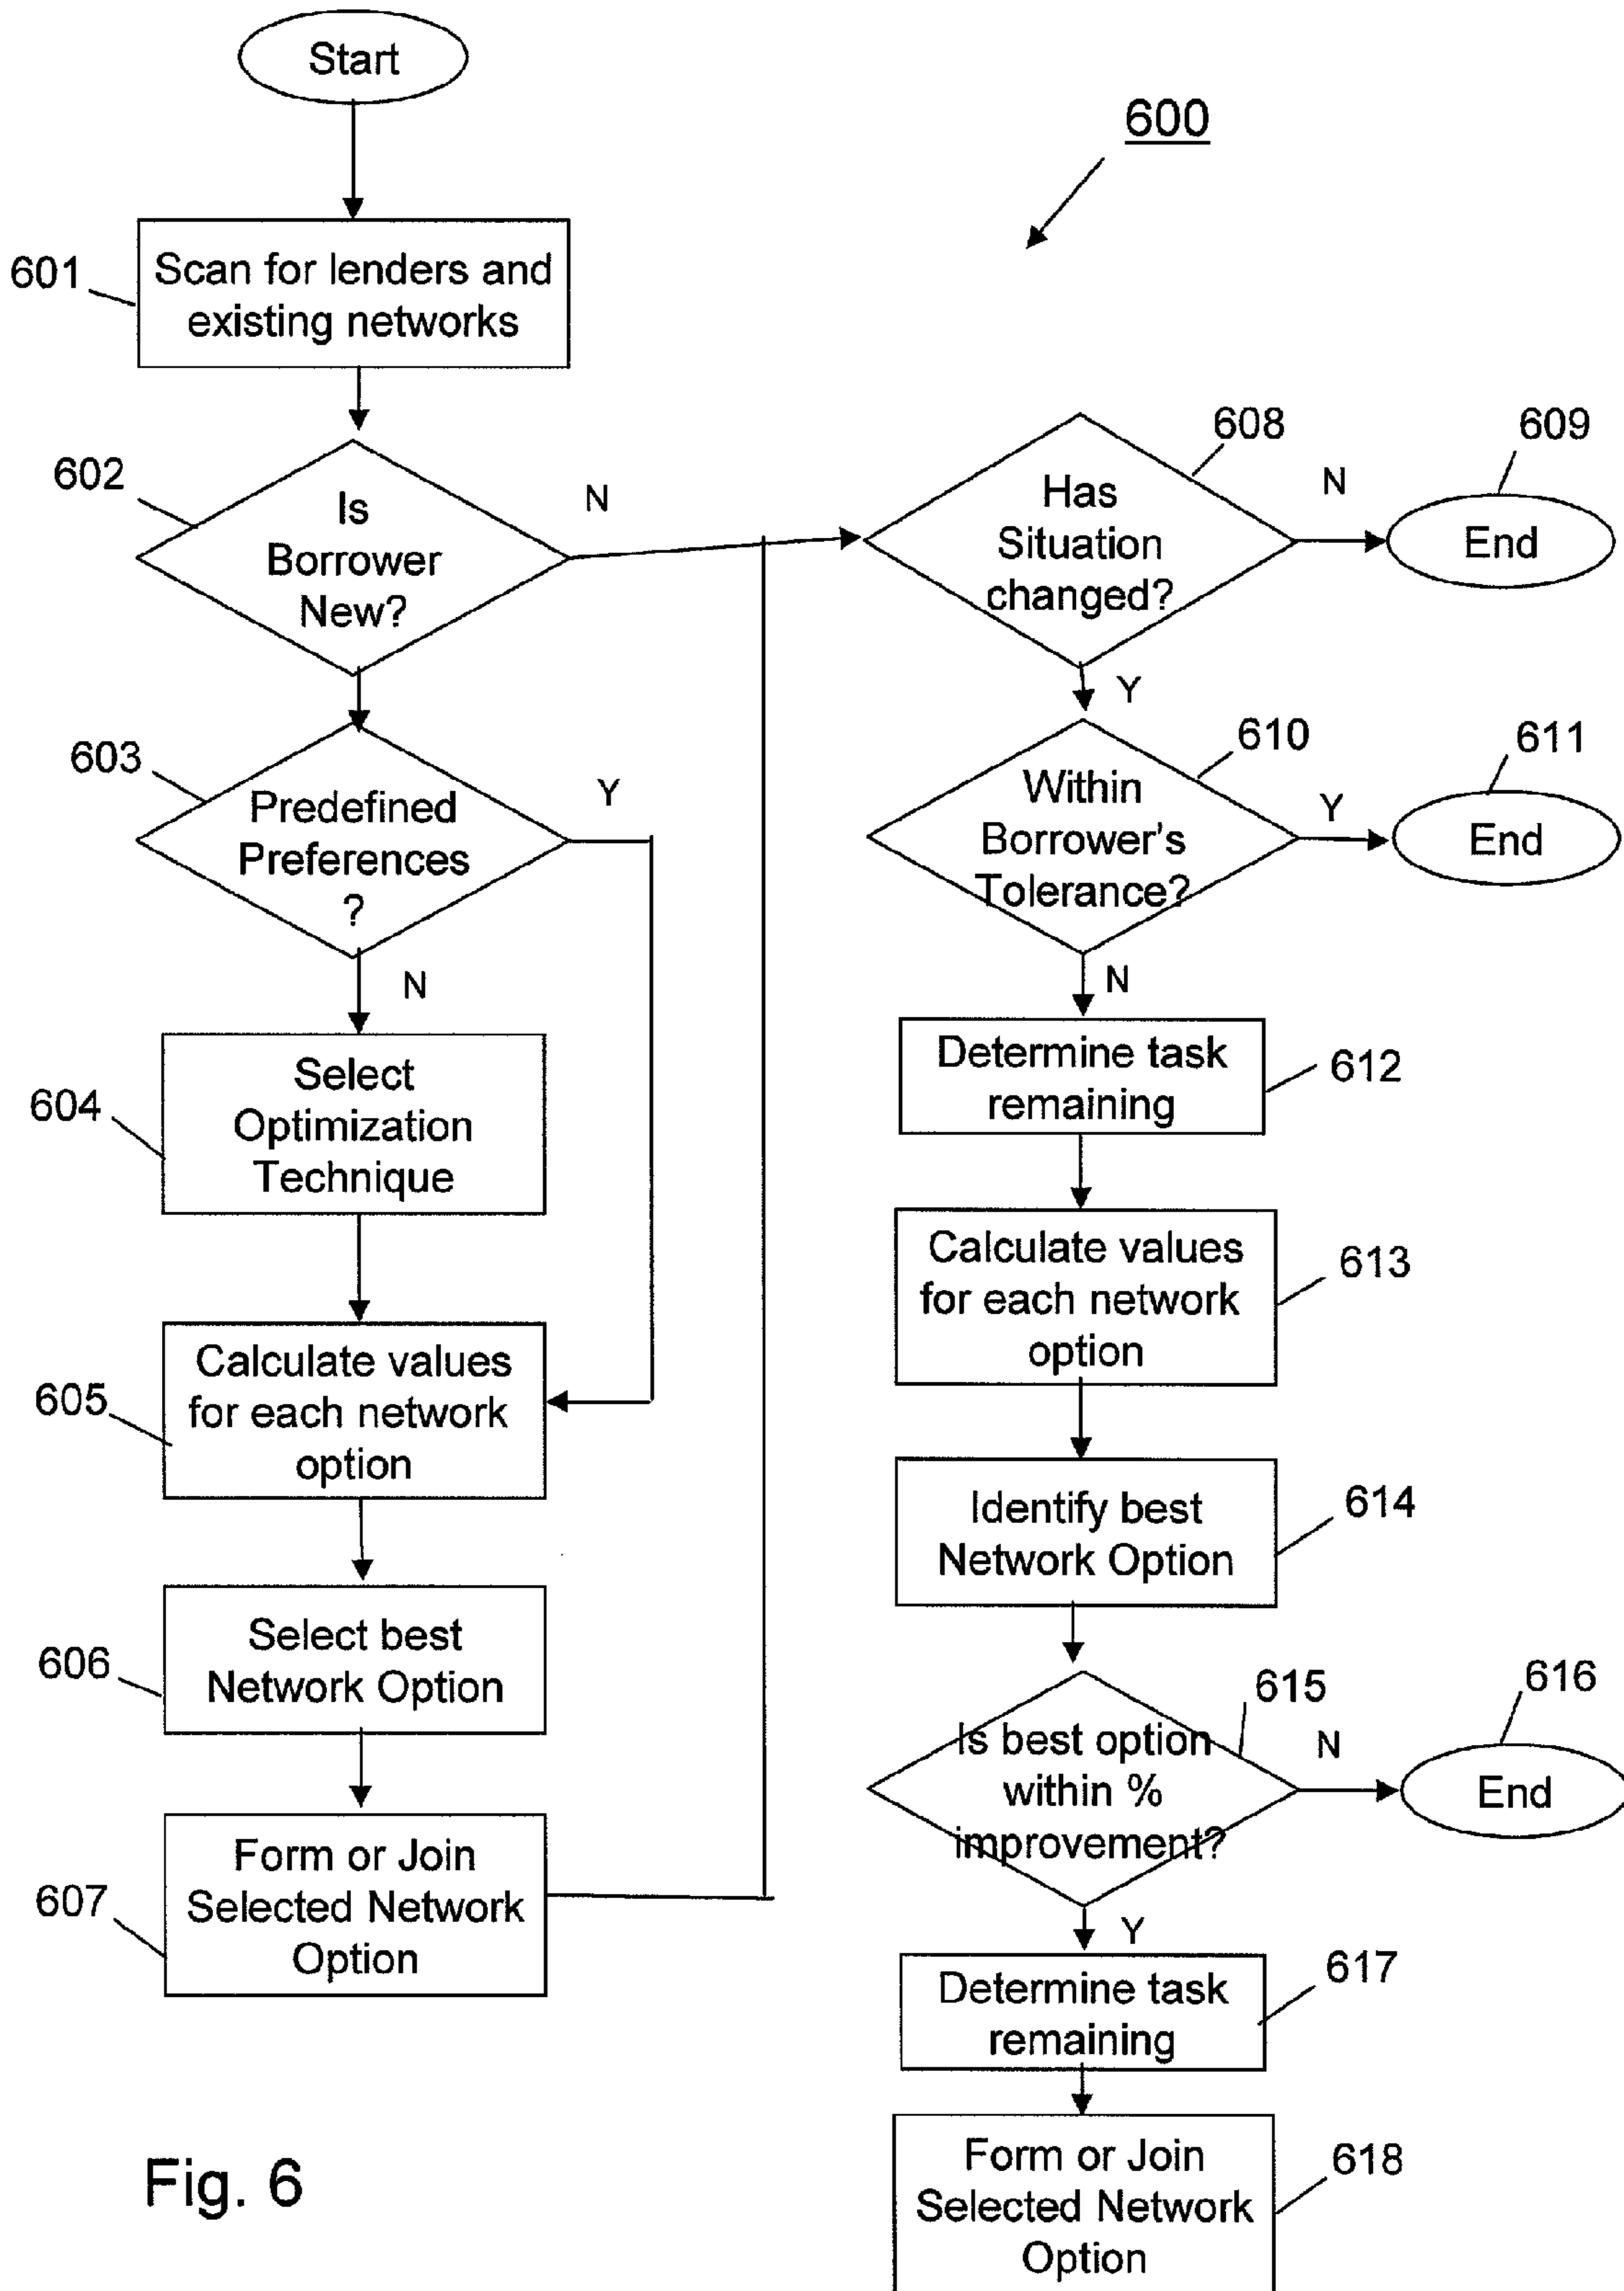 Start
600
601
Scan for lenders and
existing networks
602
Is
Borrower
New?
N
603
Predefined
Preferences
?
Y
N
604
Select
Optimization
Technique
605
Calculate values
for each network
option
606
Select best
Network Option
607
Form or Join
Selected Network
Option
608
Has
Situation
changed?
N
609
End
Y
610
Within
Borrower's
Tolerance?
Y
611
End
N
Determine task
remaining
612
Calculate values
for each network
option
613
Identify best
Network Option
614
615
Is best option
within %
improvement?
N
616
End
Y
Determine task
remaining
617
Form or Join
Selected Network
Option
618
Fig. 6